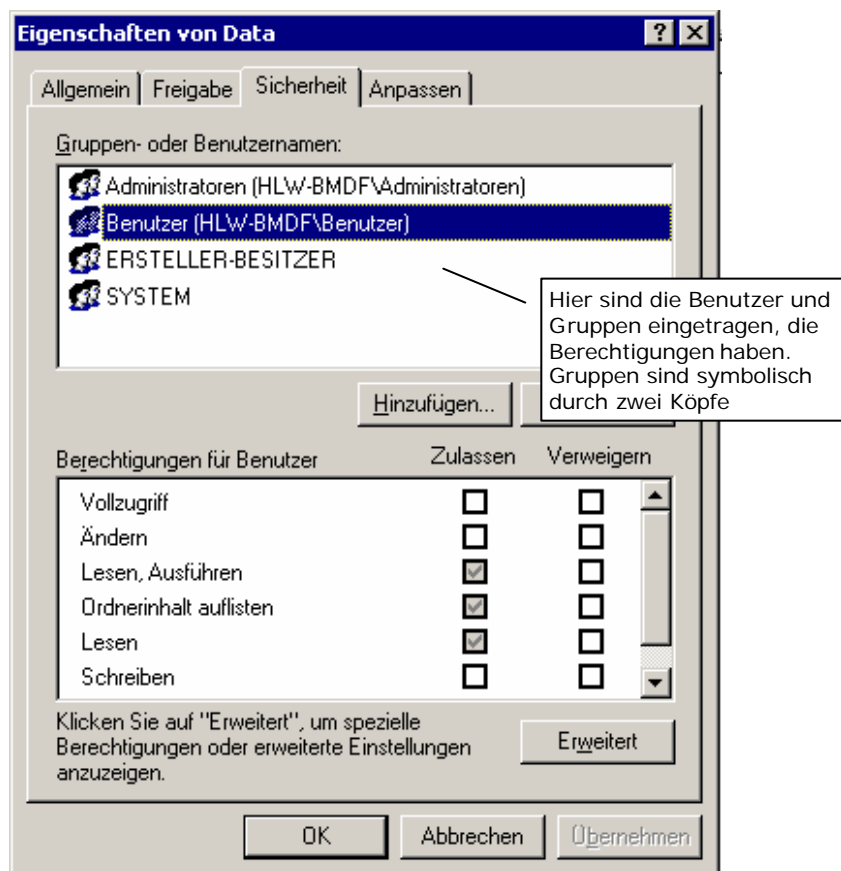 Eigenschaften von Data
Allgemein Freigabe Sicherheit Anpassen
Gruppen- oder Benutzernamen:
Administratoren (HLW-BMDF\Administratoren)
Benutzer (HLW-BMDF\Benutzer)
ERSTELLER-BESITZER
SYSTEM
Hier sind die Benutzer und
Gruppen eingetragen, die
Berechtigungen haben.
Gruppen sind symbolisch
durch zwei Köpfe
Hinzufügen...
Berechtigungen für Benutzer Zulassen Verweigern
Vollzugriff
Ändern
Lesen, Ausführen
Ordnerinhalt auflisten
Lesen
Schreiben
Klicken Sie auf "Erweitert", um spezielle
Berechtigungen oder erweiterte Einstellungen
anzuzeigen.
Erweitert
OK Abbrechen Übernehmen